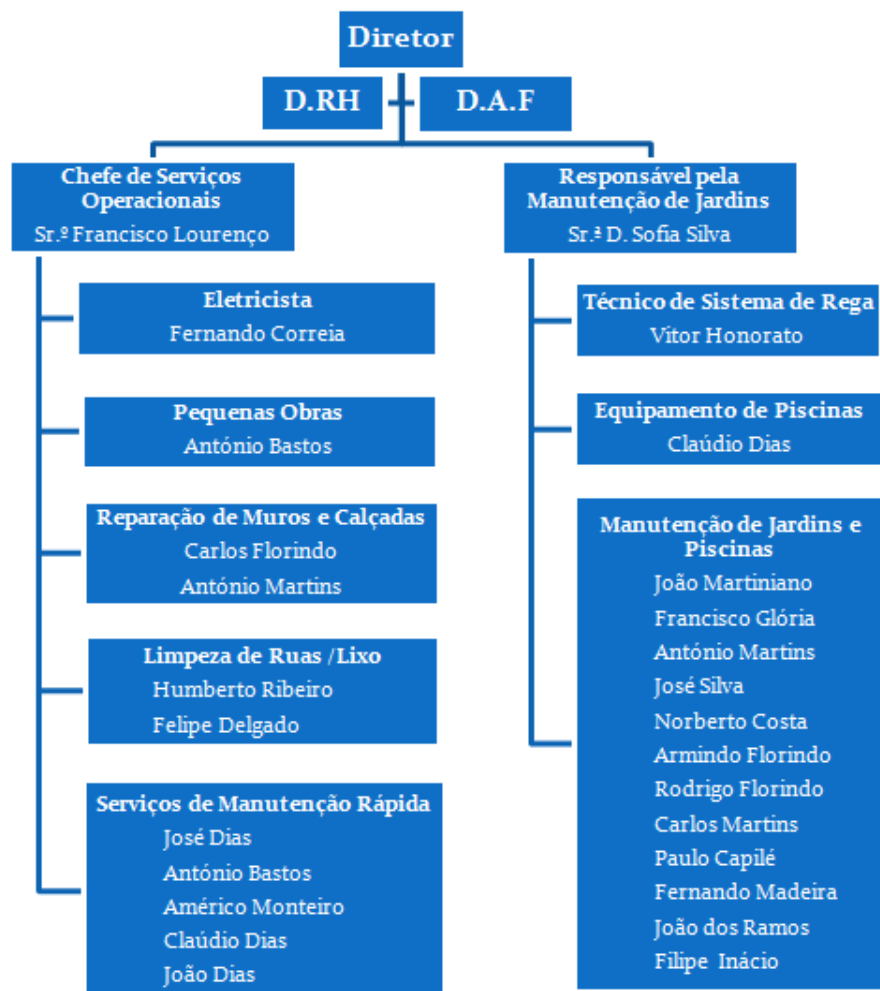 Diretor
D.RH
D.A.F
Chefe de Serviços
Operacionais
Sr.º Francisco Lourenço
Eletricista
Fernando Correia
Pequenas Obras
António Bastos
Reparação de Muros e Calçadas
Carlos Florindo
António Martins
Limpeza de Ruas /Lixo
Humberto Ribeiro
Felipe Delgado
Serviços de Manutenção Rápida
José Dias
António Bastos
Américo Monteiro
Claúdio Dias
João Dias
Responsável pela
Manutenção de Jardins
Sr.ª D. Sofia Silva
Técnico de Sistema de Rega
Vitor Honorato
Equipamento de Piscinas
Claúdio Dias
Manutenção de Jardins e
Piscinas
João Martiniano
Francisco Glória
António Martins
José Silva
Norberto Costa
Armindo Florindo
Rodrigo Florindo
Carlos Martins
Paulo Capilé
Fernando Madeira
João dos Ramos
Filipe Inácio